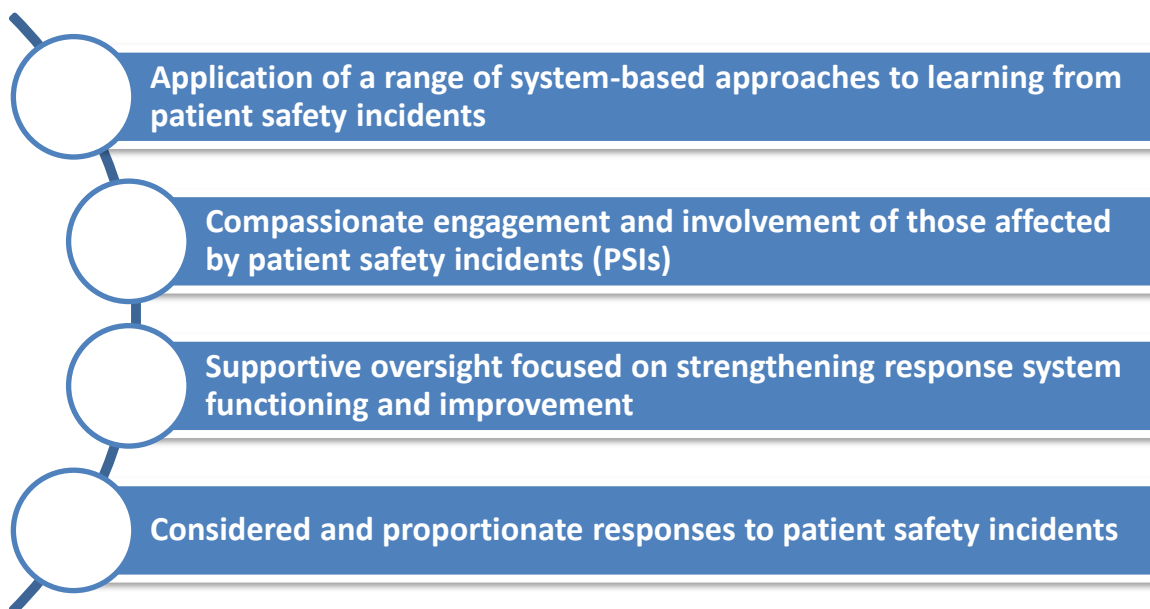 Application of a range of system-based approaches to learning from
patient safety incidents
Compassionate engagement and involvement of those affected
by patient safety incidents (PSIs)
Supportive oversight focused on strengthening response system
functioning and improvement
Considered and proportionate responses to patient safety incidents